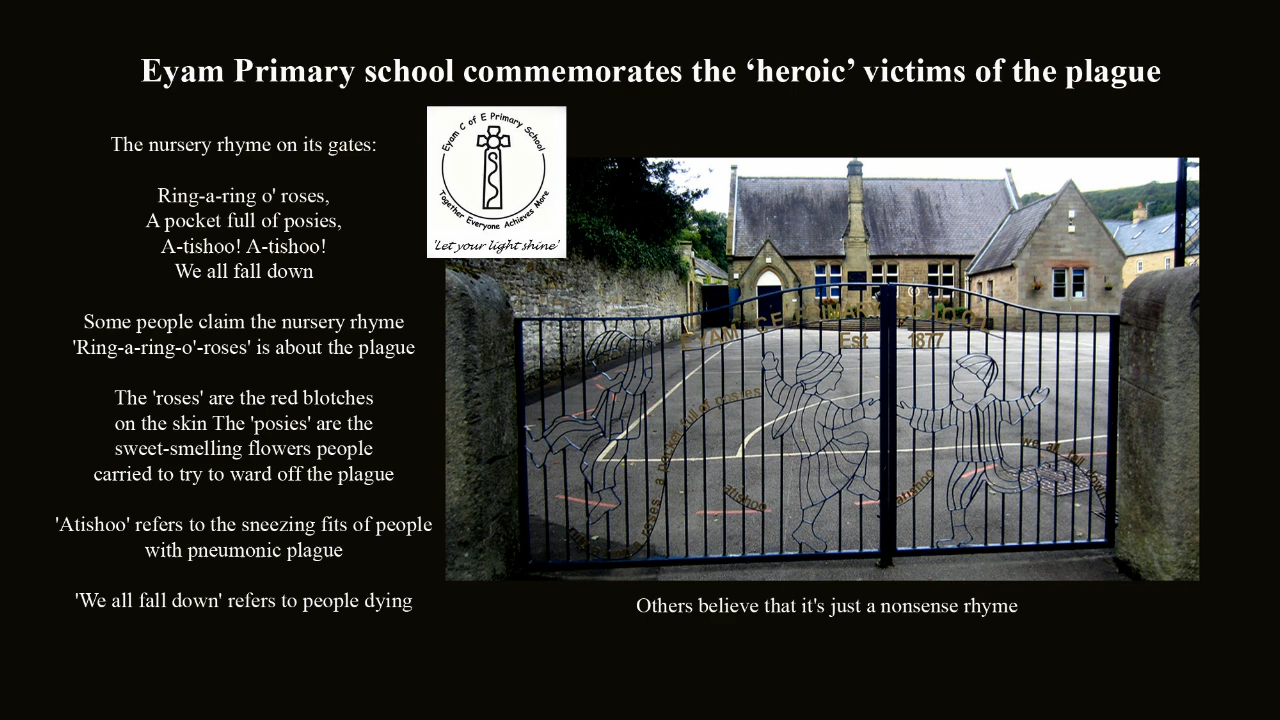 Eyam Primary school commemorates the ‘heroic’ victims of the plague
The nursery rhyme on its gates:
Ring-a-ring o' roses,
A pocket full of posies,
A-tishoo! A-tishoo!
We all fall down
Some people claim the nursery rhyme
'Ring-a-ring-o'-roses' is about the plague
The 'roses' are the red blotches
on the skin The 'posies' are the
sweet-smelling flowers people
carried to try to ward off the plague
'Atishoo' refers to the sneezing fits of people
with pneumonic plague
'We all fall down' refers to people dying
Eyam C of E Primary School
Together Everyone Achieves More
'Let your light shine'
EYAM C.E. PRIMARY SCHOOL
Est 1877
roses, a pocket full of posies
atishoo
atishoo
we all fall down
Others believe that it's just a nonsense rhyme